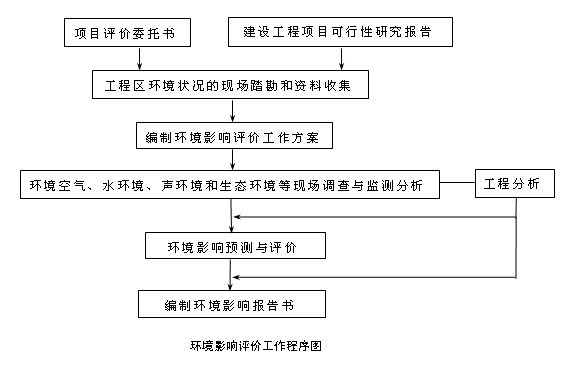 项目评价委托书
建设工程项目可行性研究报告
工程区环境状况的现场踏勘和资料收集
编制环境影响评价工作方案
环境空气、水环境、声环境和生态环境等现场调查与监测分析
工程分析
环境影响预测与评价
编制环境影响报告书
环境影响评价工作程序图